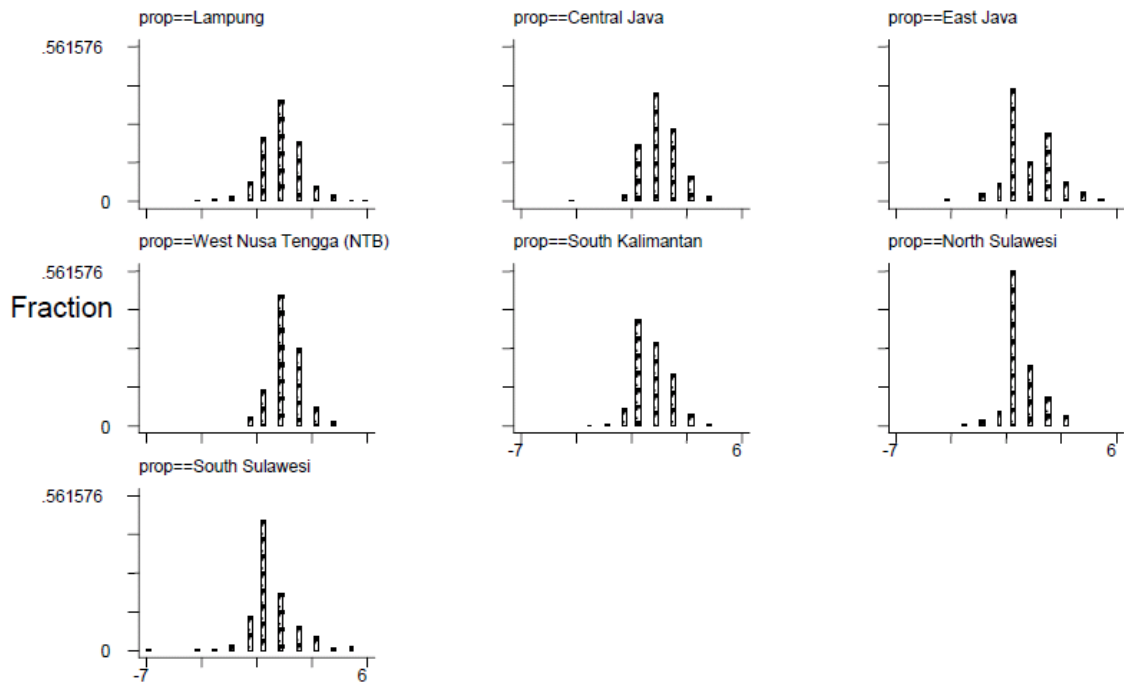 prop==Lampung
prop==Central Java
prop==East Java
.561576
0
prop==West Nusa Tengga (NTB)
prop==South Kalimantan
prop==North Sulawesi
.561576
Fraction
0
-7
6
-7
6
prop==South Sulawesi
.561576
0
-7
6